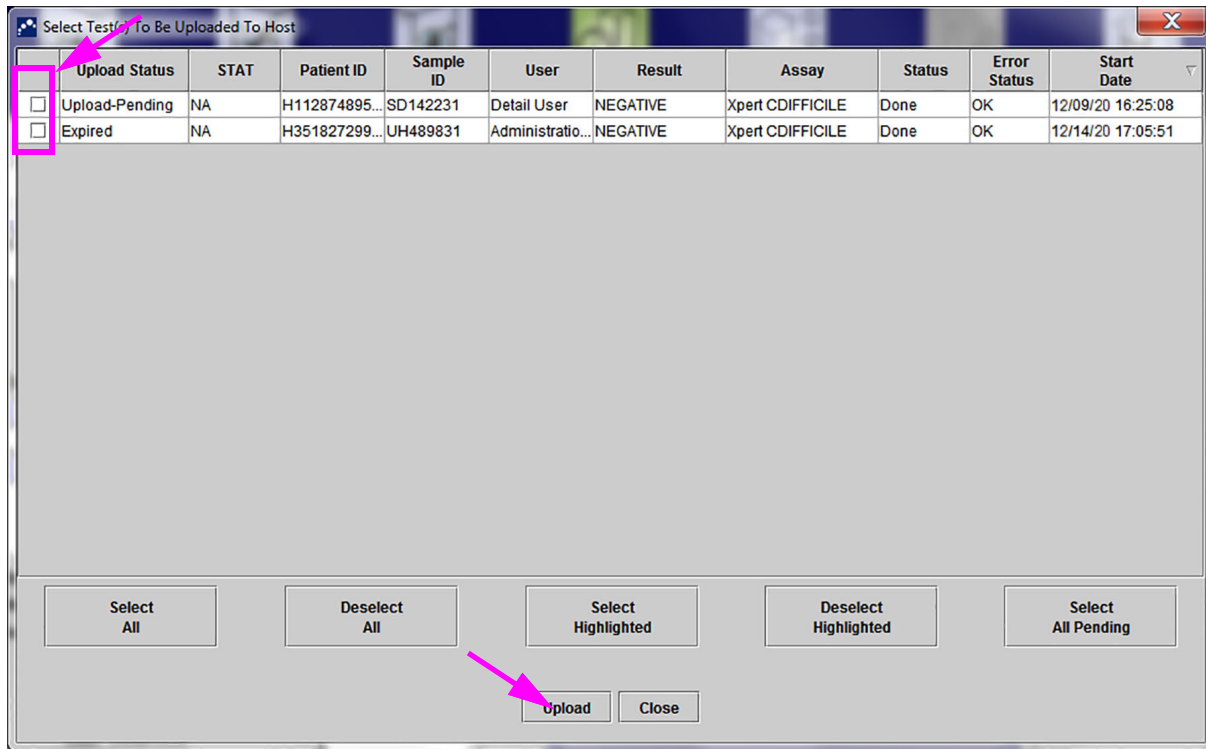 Select Test(s) To Be Uploaded To Host
Upload Status STAT Patient ID Sample ID User Result Assay Status Error Status Start Date
Upload-Pending NA H112874895... SD142231 Detail User NEGATIVE Xpert CDIFFICILE Done OK 12/09/20 16:25:08
Expired NA H351827299... UH489831 Administratio... NEGATIVE Xpert CDIFFICILE Done OK 12/14/20 17:05:51
Select All
Deselect All
Select Highlighted
Deselect Highlighted
Select All Pending
Upload Close